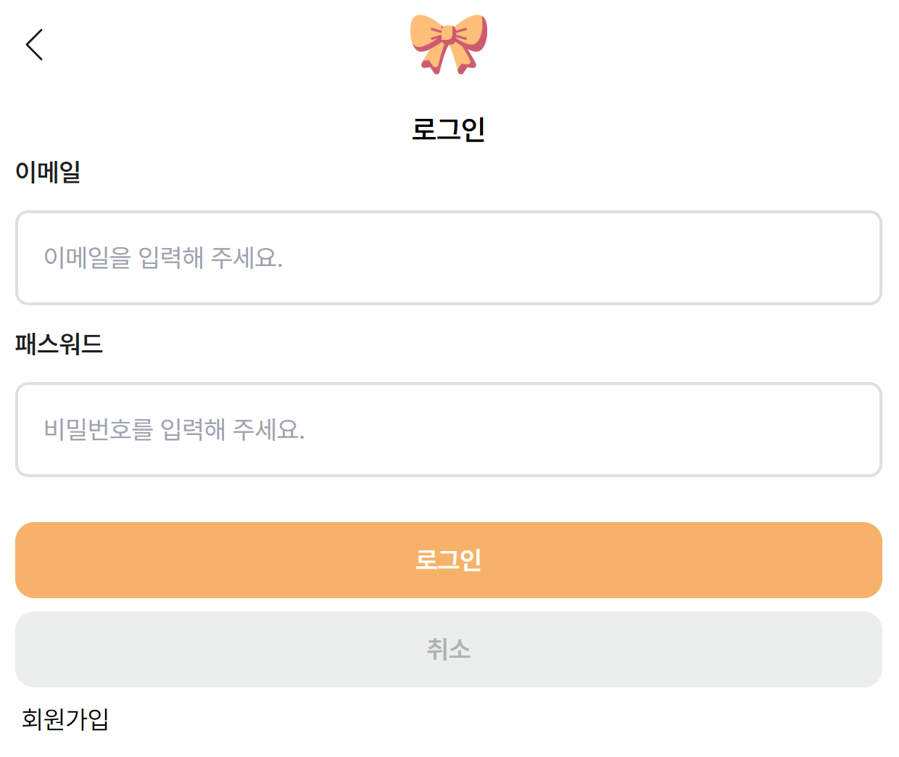 로그인
이메일
이메일을 입력해 주세요.
패스워드
비밀번호를 입력해 주세요.
로그인
취소
회원가입